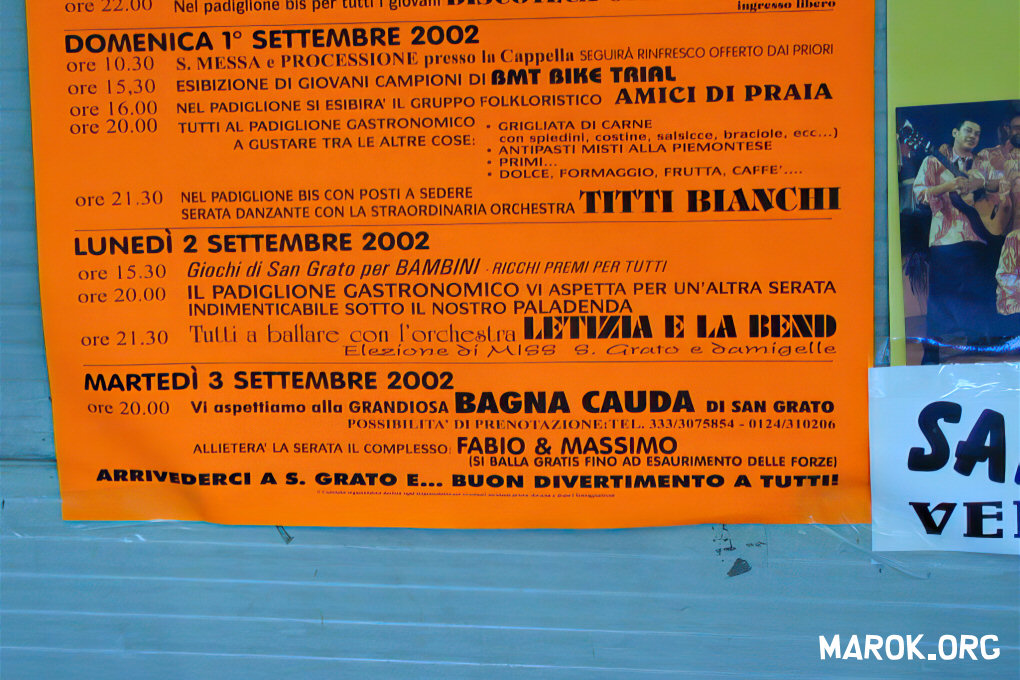 ore 22.00 Nel padiglione bis per tutti i giovani
ingresso libero
DOMENICA 1° SETTEMBRE 2002
ore 10.30 S. MESSA e PROCESSIONE presso la Cappella SEGUIRÀ RINFRESCO OFFERTO DAI PRIORI
ore 15,30 ESIBIZIONE DI GIOVANI CAMPIONI DI BMT BIKE TRIAL
ore 16.00 NEL PADIGLIONE SI ESIBIRA' IL GRUPPO FOLKLORISTICO AMICI DI PRAIA
ore 20.00 TUTTI AL PADIGLIONE GASTRONOMICO
A GUSTARE TRA LE ALTRE COSE:
• GRIGLIATA DI CARNE
con spiedini, costine, salsicce, braciole, ecc...)
• ANTIPASTI MISTI ALLA PIEMONTESE
• PRIMI...
• DOLCE, FORMAGGIO, FRUTTA, CAFFE'....
ore 21.30 NEL PADIGLIONE BIS CON POSTI A SEDERE
SERATA DANZANTE CON LA STRAORDINARIA ORCHESTRA TITTI BIANCHI
LUNEDÌ 2 SETTEMBRE 2002
ore 15.30 Giochi di San Grato per BAMBINI - RICCHI PREMI PER TUTTI
ore 20.00 IL PADIGLIONE GASTRONOMICO VI ASPETTA PER UN'ALTRA SERATA
INDIMENTICABILE SOTTO IL NOSTRO PALADENDA
ore 21.30 Tutti a ballare con l'orchestra LETIZIA E LA BEND
Elezione di MISS S. Grato e damigelle
MARTEDÌ 3 SETTEMBRE 2002
ore 20.00 Vi aspettiamo alla GRANDIOSA BAGNA CAUDA DI SAN GRATO
POSSIBILITA' DI PRENOTAZIONE: TEL. 333/3075854 - 0124/310206
ALLIETERA' LA SERATA IL COMPLESSO: FABIO & MASSIMO
(SI BALLA GRATIS FINO AD ESAURIMENTO DELLE FORZE)
ARRIVEDERCI A S. GRATO E... BUON DIVERTIMENTO A TUTTI!
MAROK.ORG